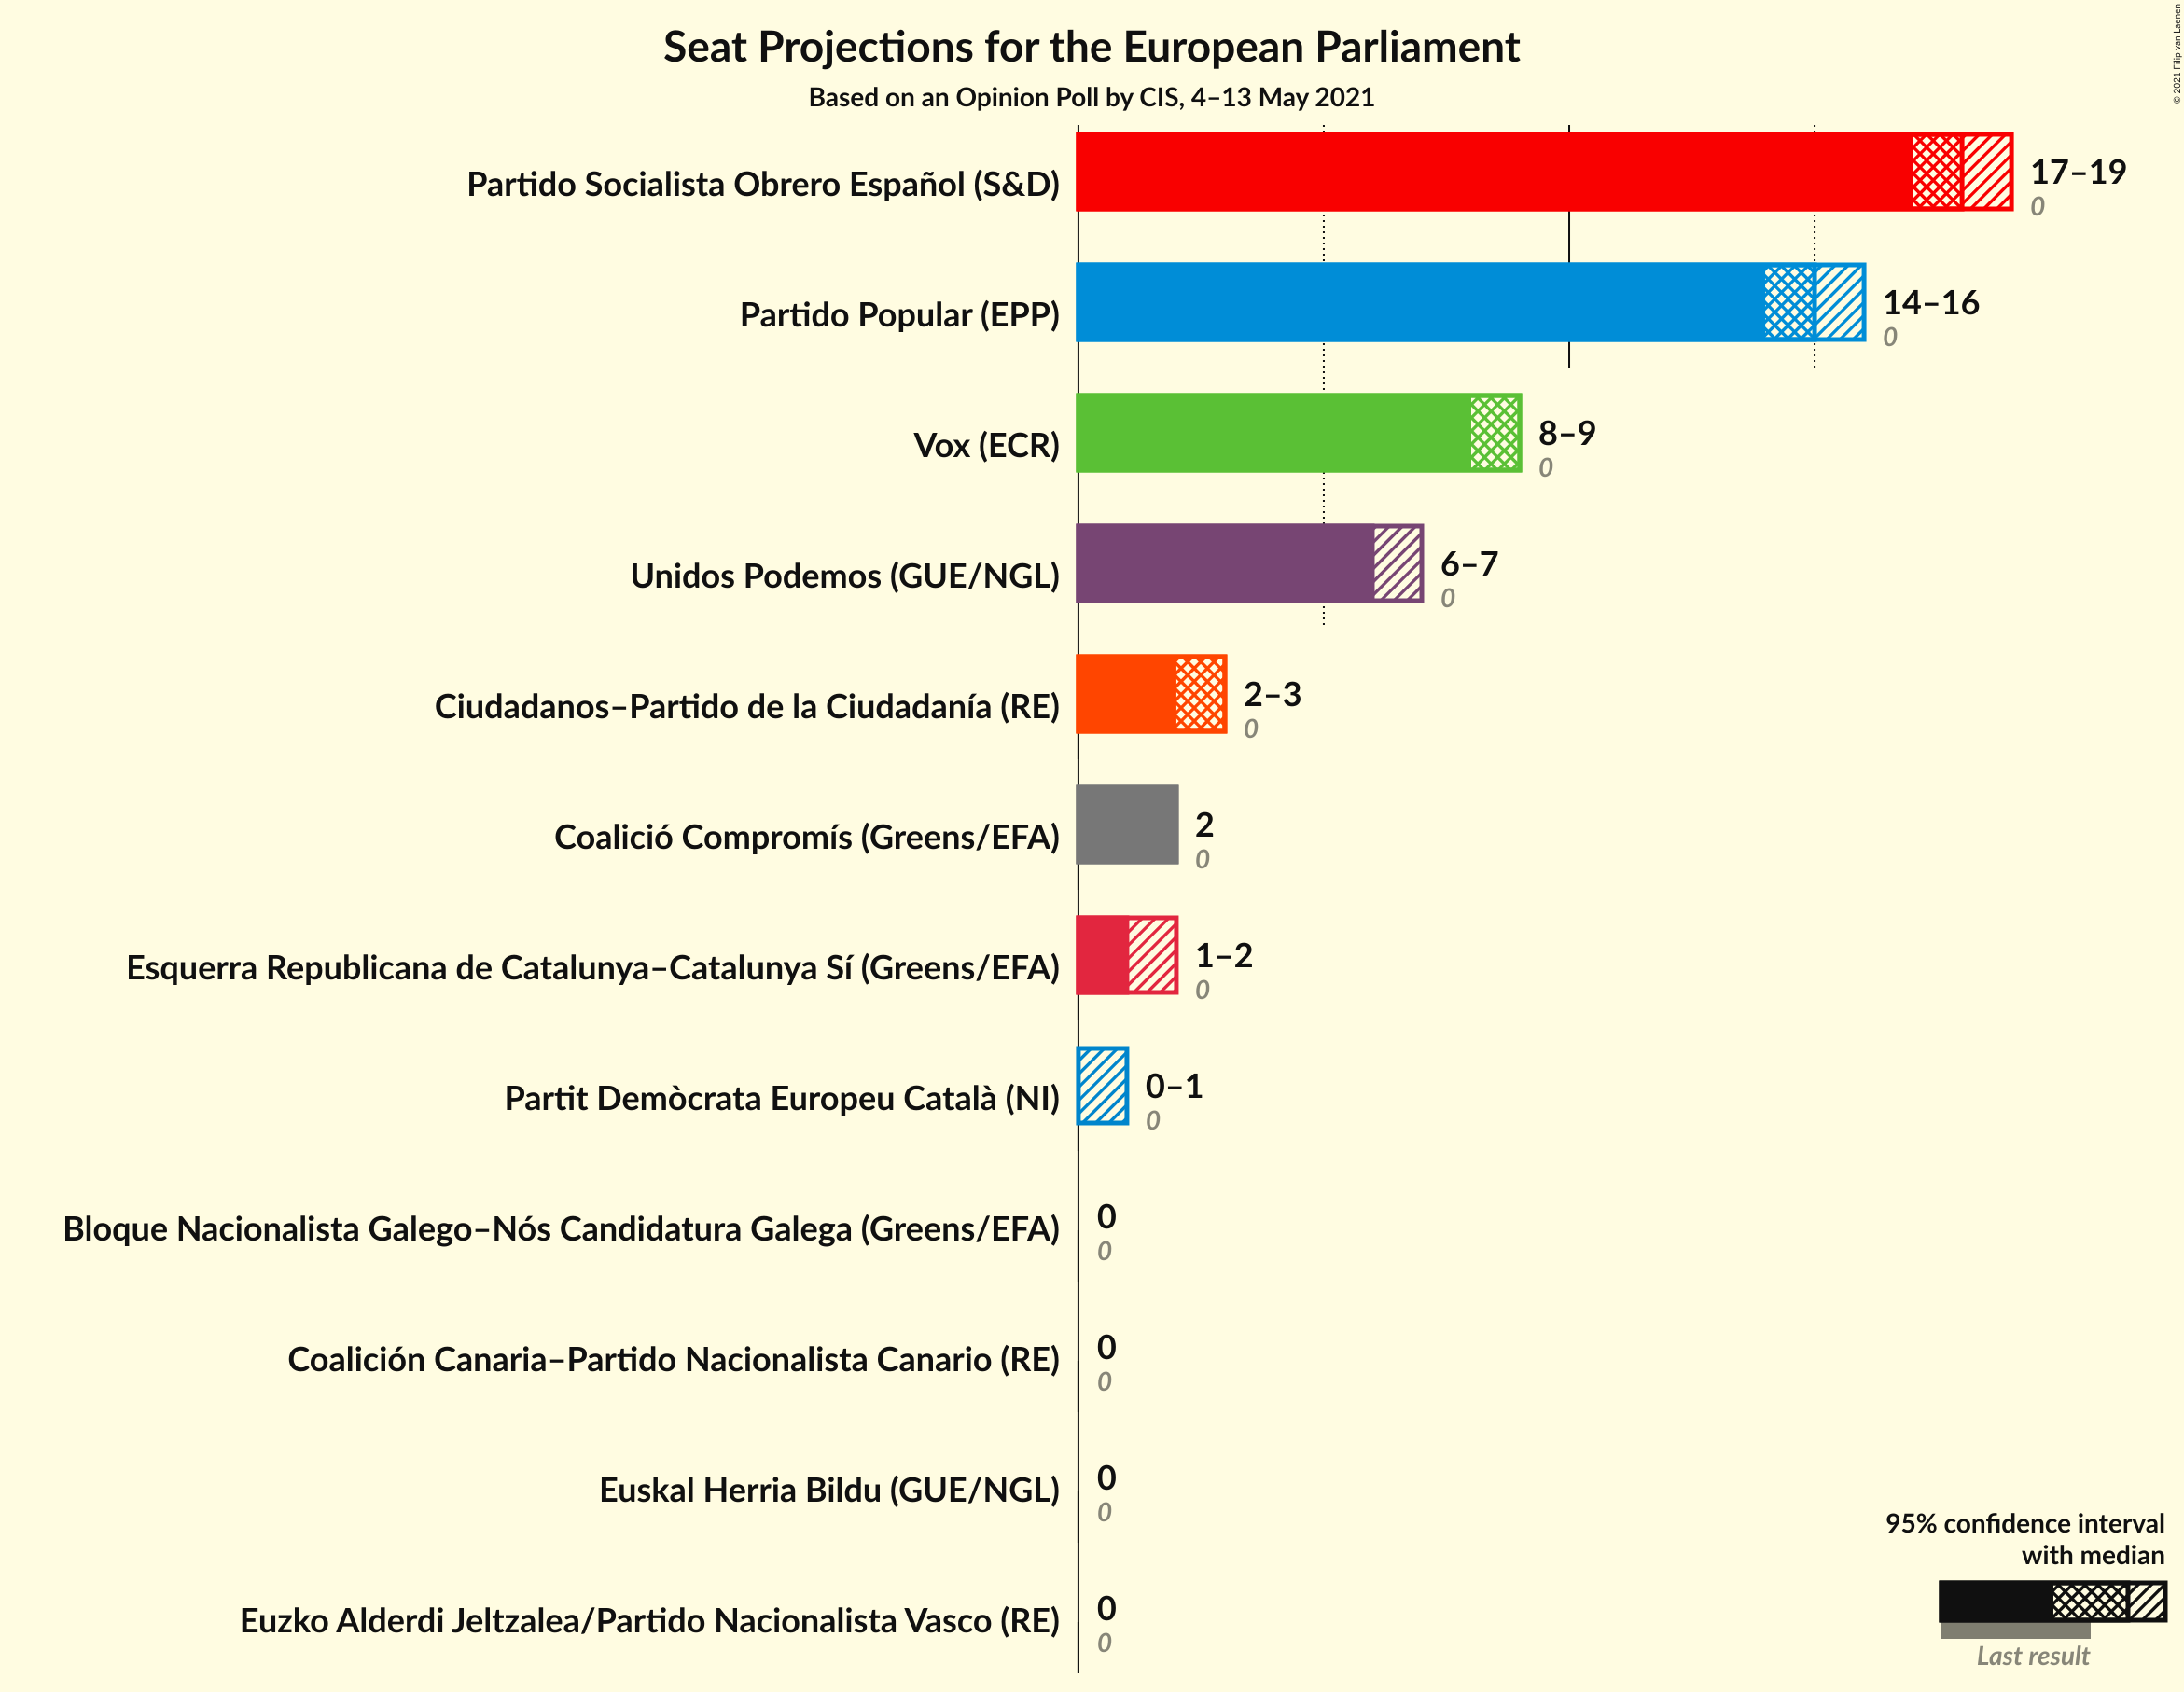 Seat Projections for the European Parliament
Based on an Opinion Poll by CIS, 4–13 May 2021
© 2021 Filip van Laenen
Partido Socialista Obrero Español (S&D)
17–19
0
Partido Popular (EPP)
14–16
0
Vox (ECR)
8–9
0
Unidos Podemos (GUE/NGL)
6–7
0
Ciudadanos–Partido de la Ciudadanía (RE)
2–3
0
Coalició Compromís (Greens/EFA)
2
0
Esquerra Republicana de Catalunya–Catalunya Sí (Greens/EFA)
1–2
0
Partit Demòcrata Europeu Català (NI)
0–1
0
Bloque Nacionalista Galego–Nós Candidatura Galega (Greens/EFA)
0
0
Coalición Canaria–Partido Nacionalista Canario (RE)
0
0
Euskal Herria Bildu (GUE/NGL)
0
0
Euzko Alderdi Jeltzalea/Partido Nacionalista Vasco (RE)
0
0
95% confidence interval
with median
Last result